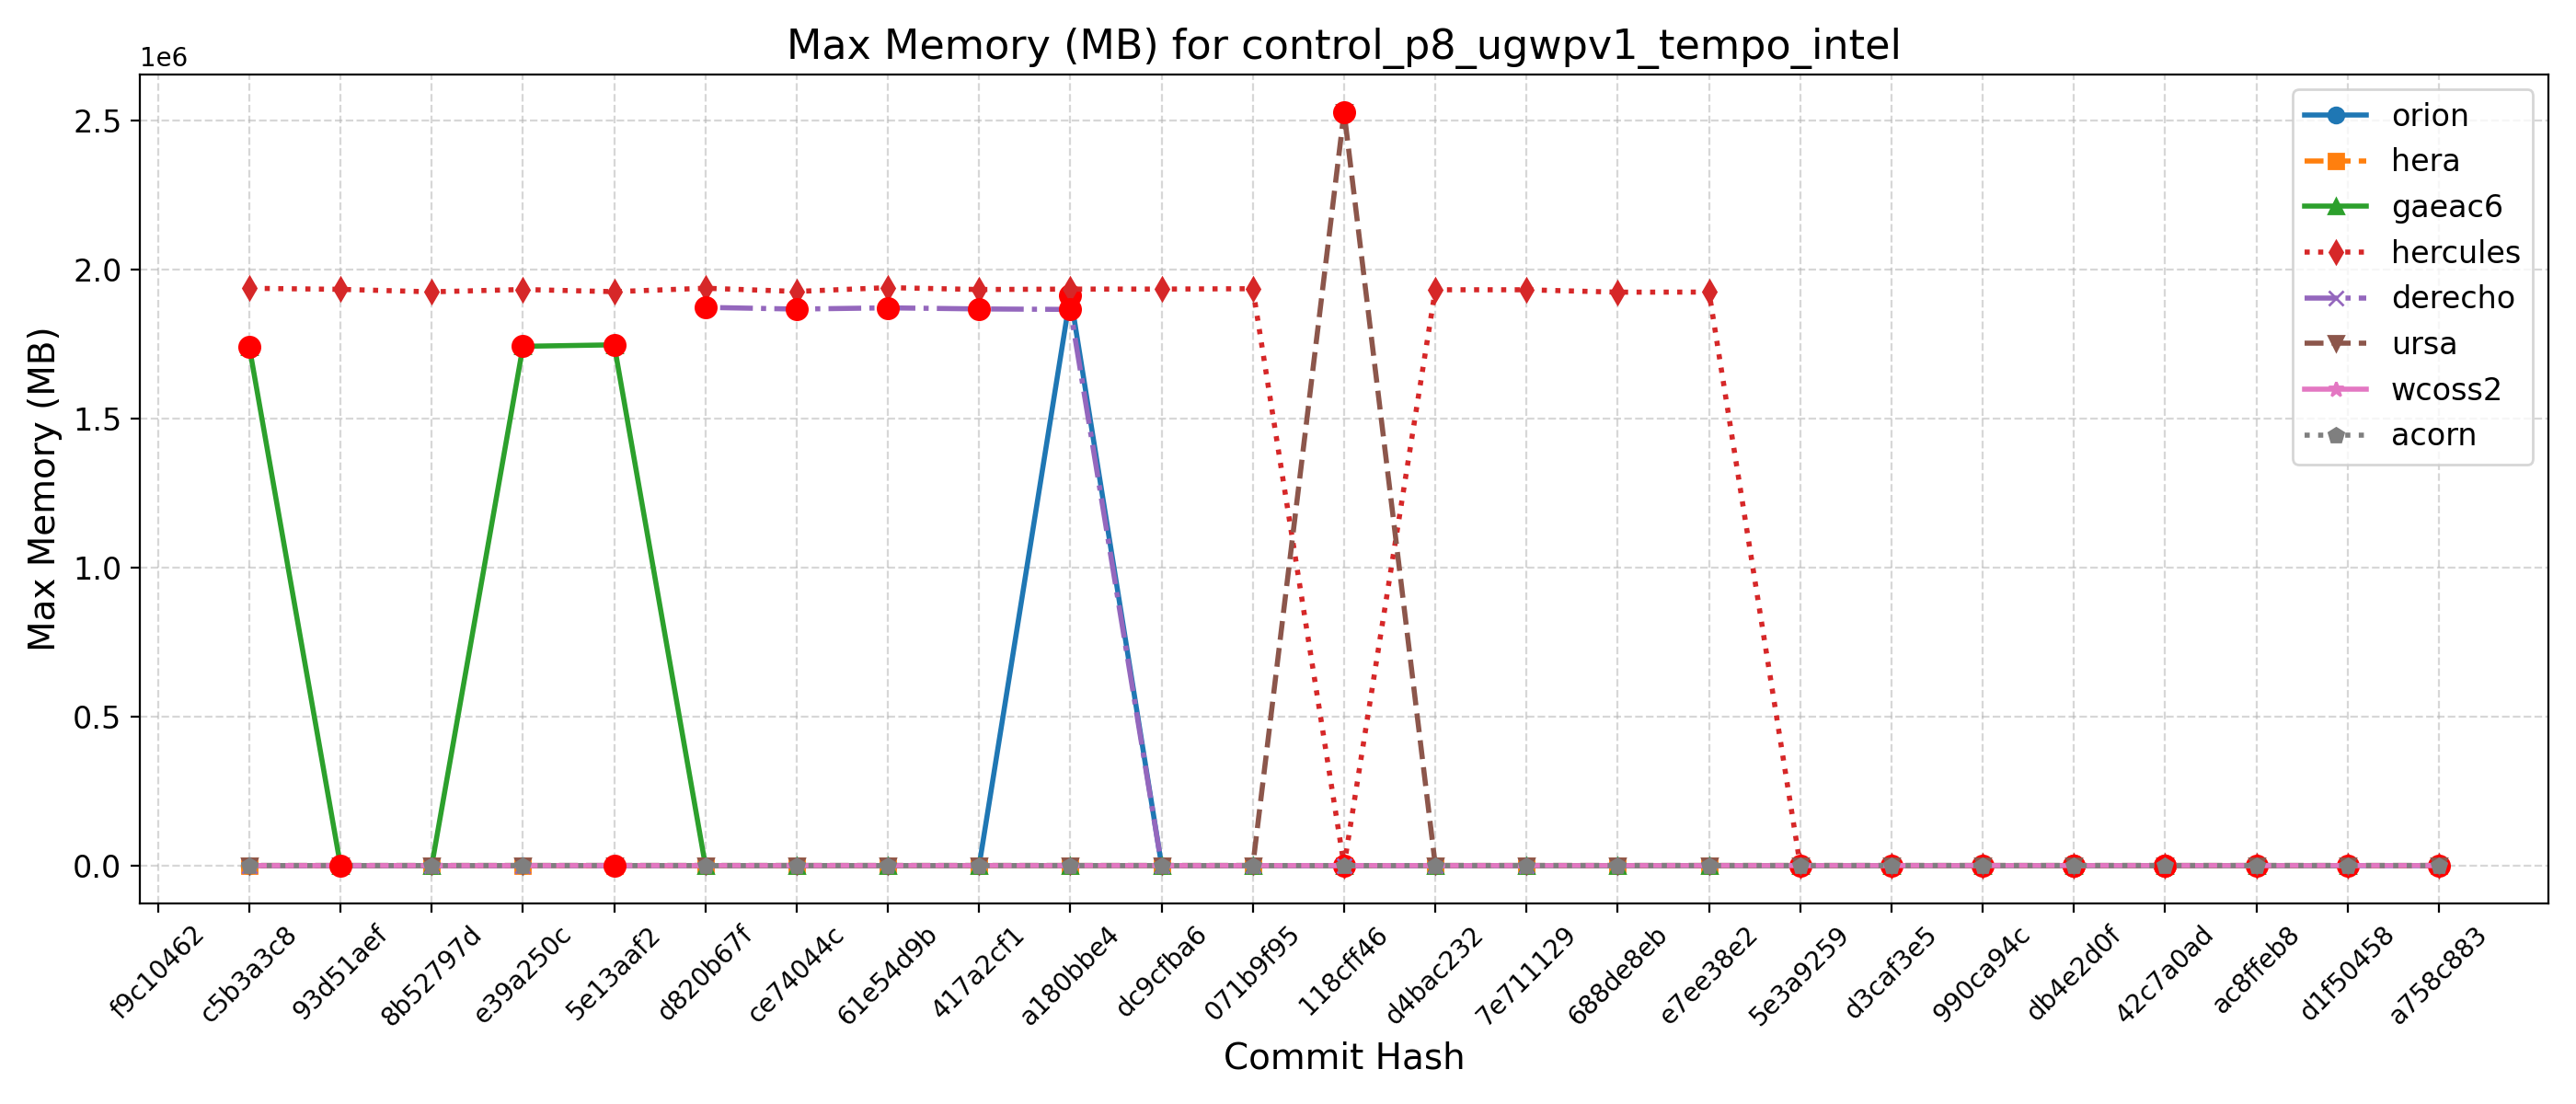 Max Memory (MB) for control_p8_ugwpv1_tempo_intel
1e6
2.5
2.0
1.5
1.0
0.5
0.0
Max Memory (MB)
orion
hera
gaeac6
hercules
derecho
ursa
wcoss2
acorn
f9c10462
c5b3a3c8
93d51aef
8b52797d
e39a250c
5e13aaf2
d820b67f
ce74044c
61e54d9b
417a2cf1
a180bbe4
dc9cfba6
071b9f95
118cff46
d4bac232
7e711129
688de8eb
e7ee38e2
5e3a9259
d3caf3e5
990ca94c
db4e2d0f
42c7a0ad
ac8ffeb8
d1f50458
a758c883
Commit Hash